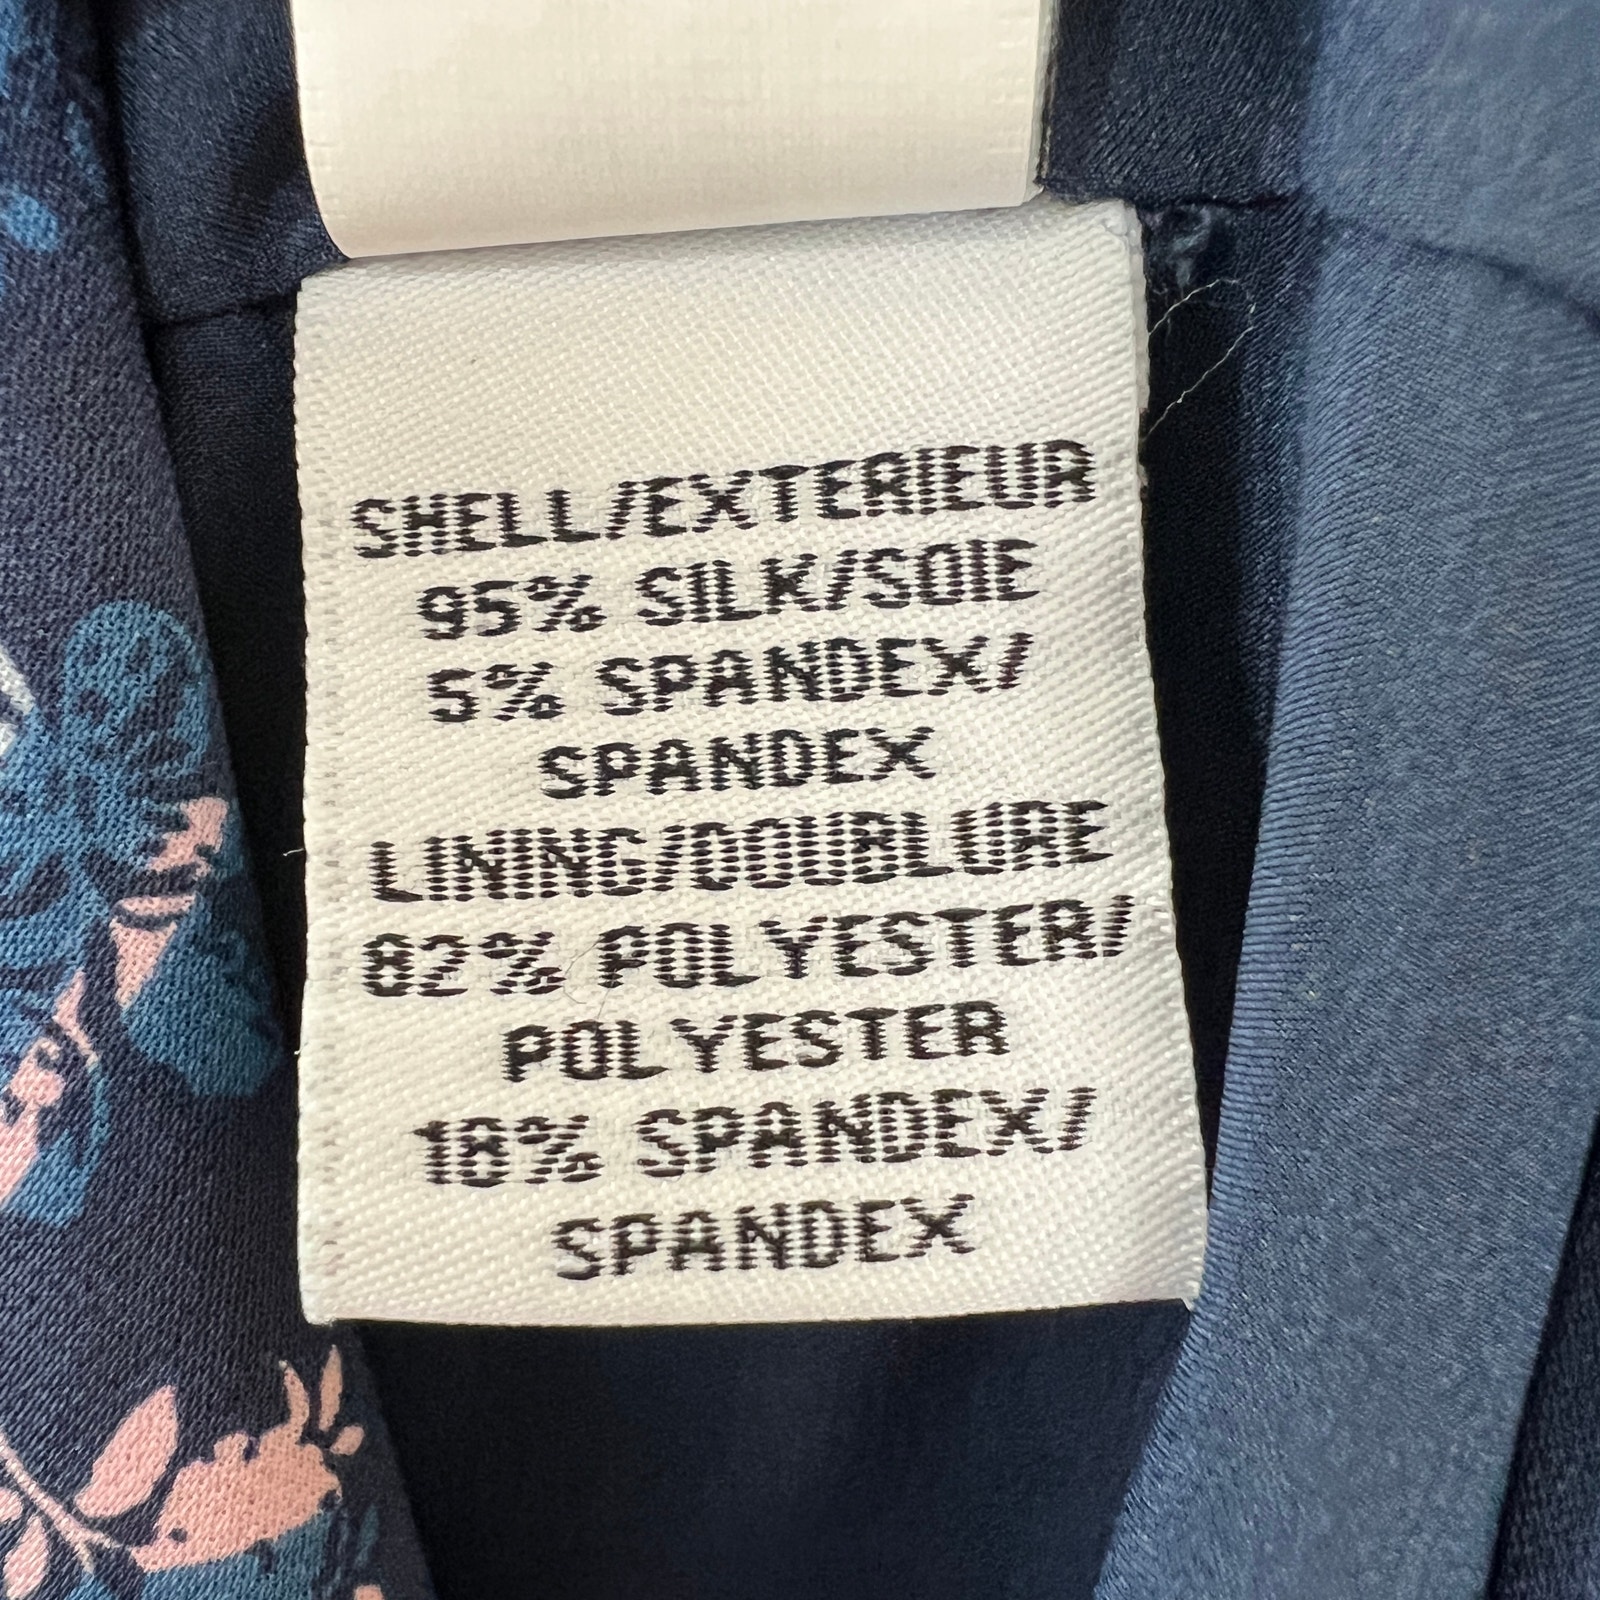 SHELL/EXTERIEUR
95% SILK/SOIE
5% SPANDEX/
SPANDEX
LINING/DOUBLURE
82% POLYESTER/
POLYESTER
18% SPANDEX/
SPANDEX